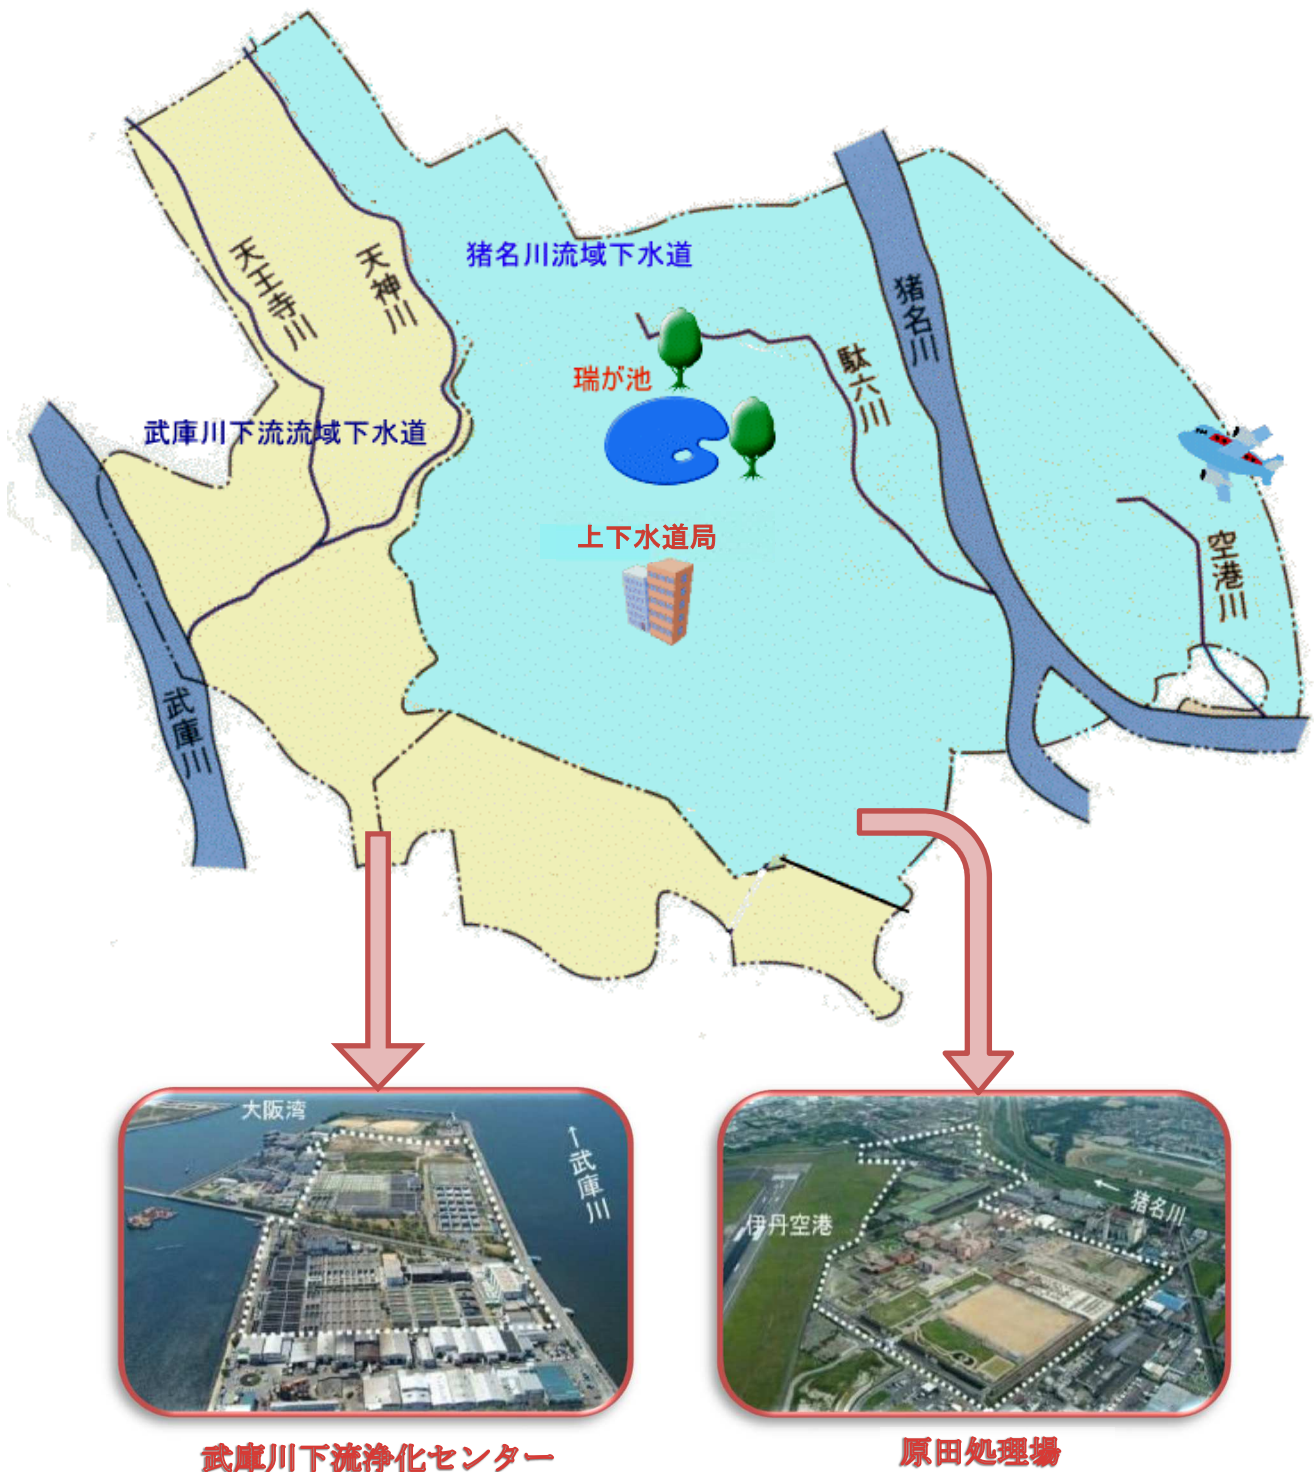 猪名川流域下水道
天王寺川
天神川
猪名川
駄六川
瑞が池
武庫川下流流域下水道
上下水道局
空港川
武庫川
大阪湾
↑武庫川
伊丹空港
←猪名川
武庫川下流浄化センター
原田処理場